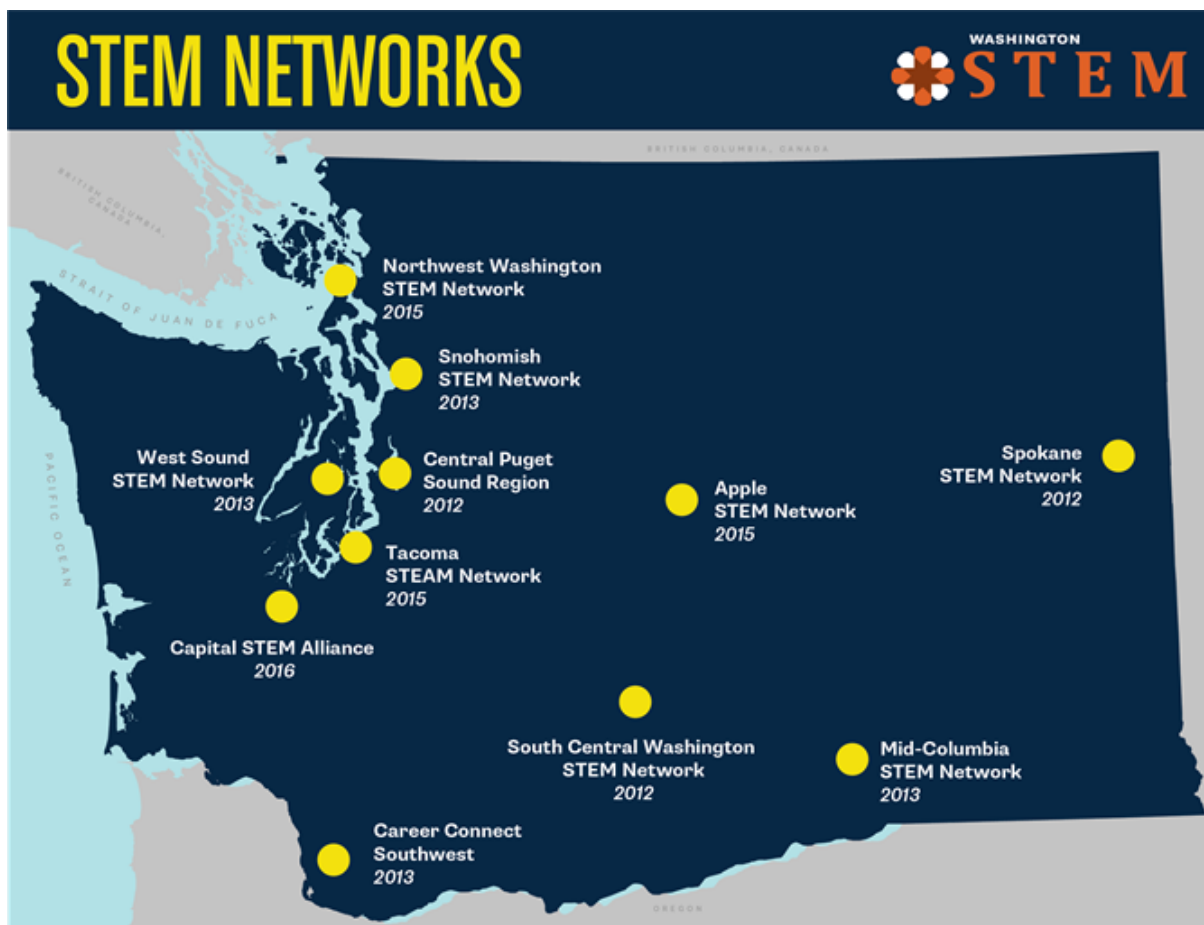 STEM NETWORKS
WASHINGTON
STEM
BRITISH COLUMBIA, CANADA
BRITISH COLUMBIA,
CANADA
STRAIT OF JUAN DE FUCA
PACIFIC OCEAN
Northwest Washington
STEM Network
2015
Snohomish
STEM Network
2013
West Sound
STEM Network
2013
Central Puget
Sound Region
2012
Spokane
STEM Network
2012
Apple
STEM Network
2015
Tacoma
STEAM Network
2015
Capital STEM Alliance
2016
South Central Washington
STEM Network
2012
Mid-Columbia
STEM Network
2013
Career Connect
Southwest
2013
OREGON